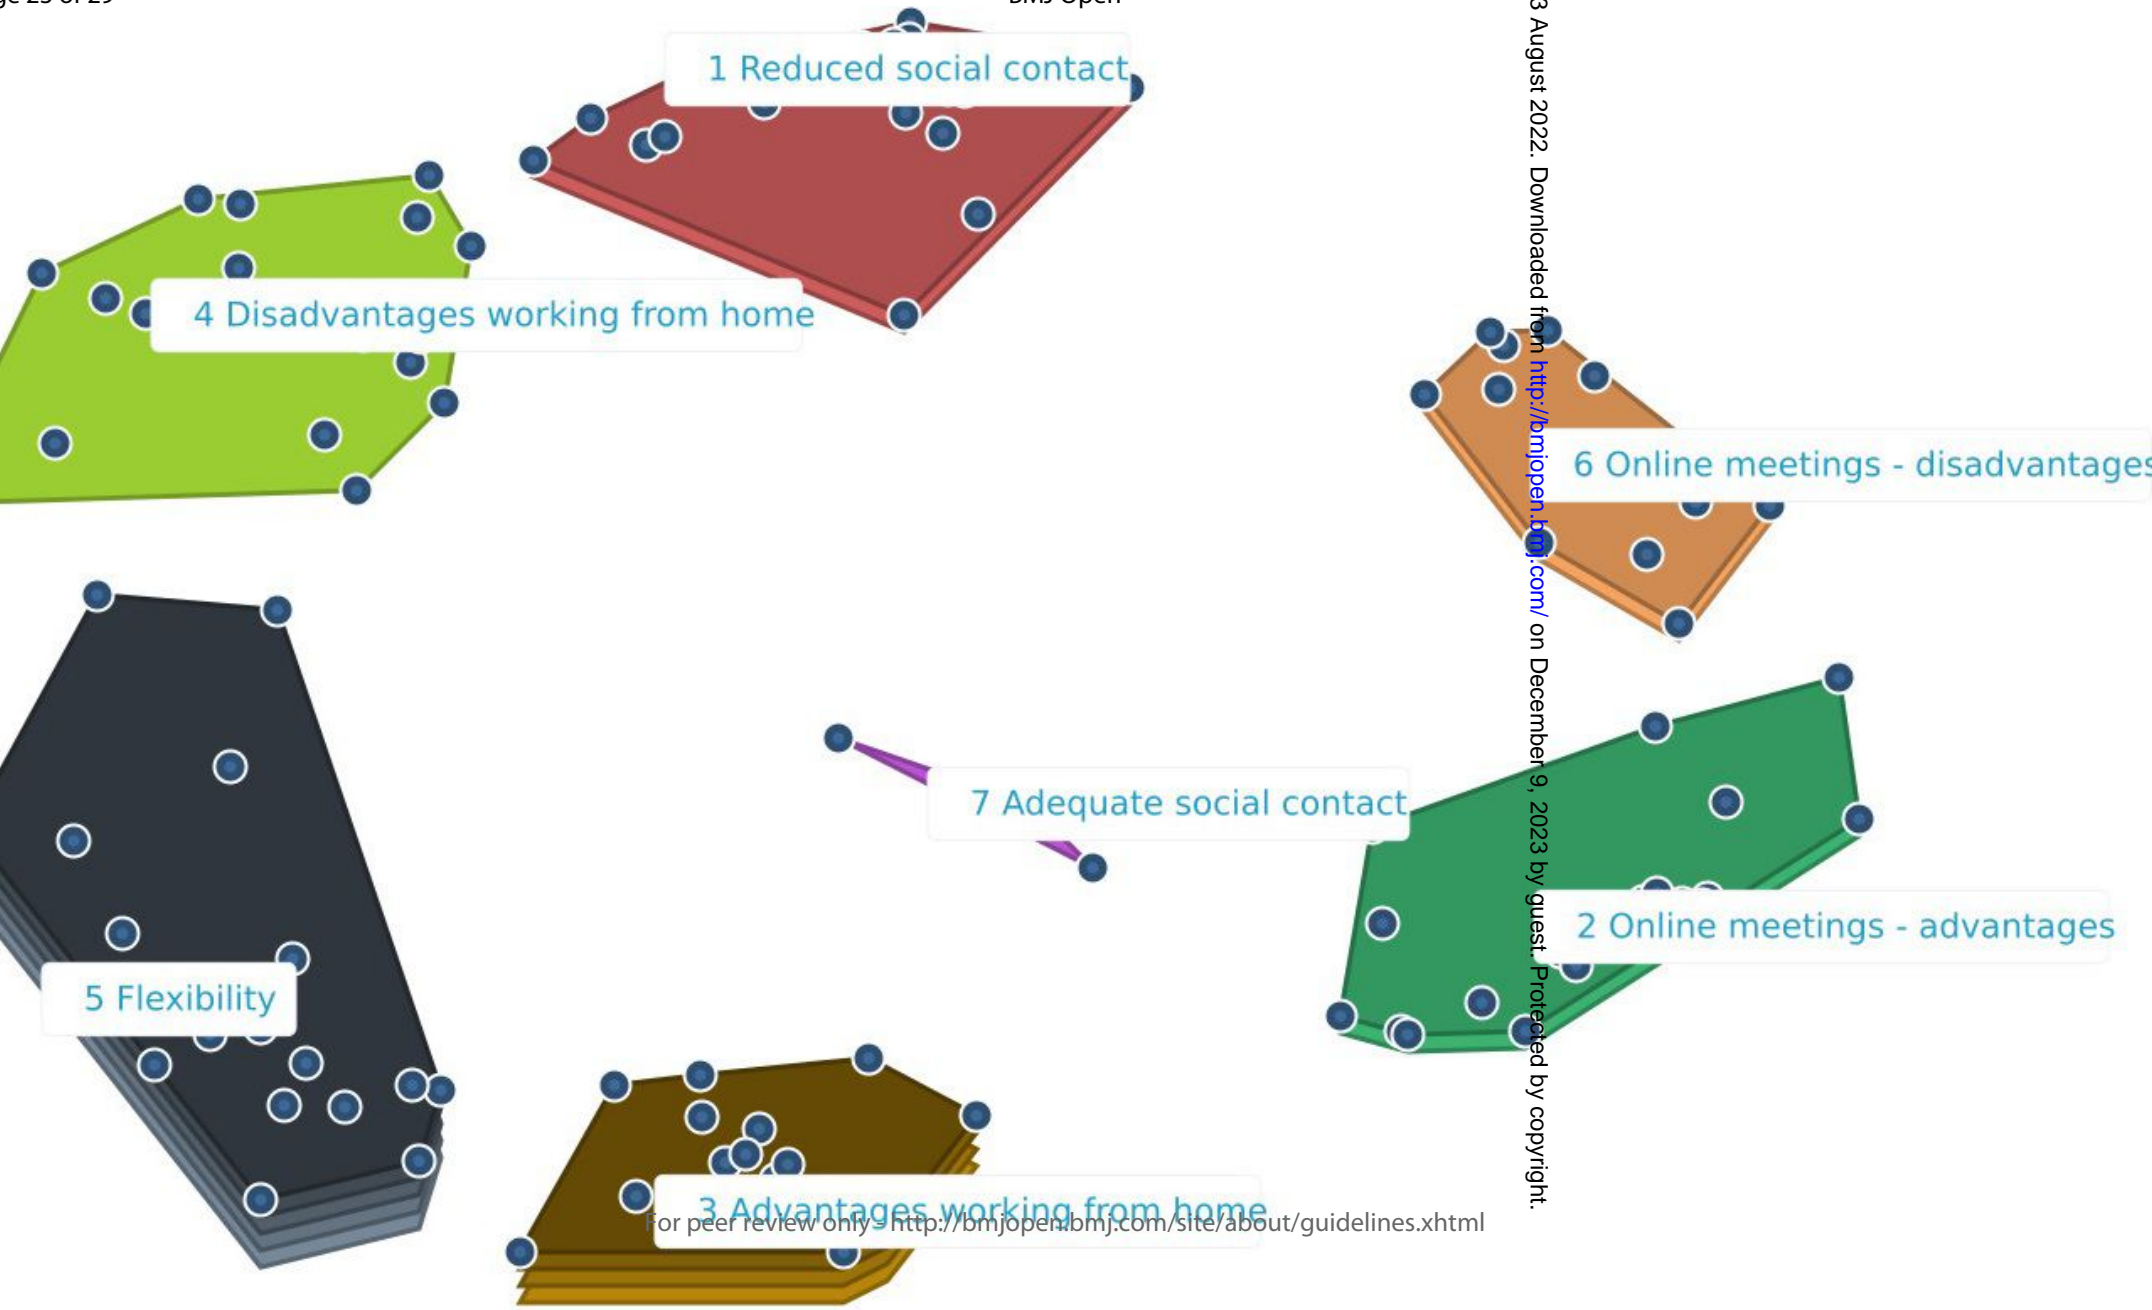 BMJ Open
1 Reduced social contact
4 Disadvantages working from home
6 Online meetings - disadvantages
7 Adequate social contact
2 Online meetings - advantages
5 Flexibility
3 Advantages working from home
For peer review only - http://bmjopen.bmj.com/site/about/guidelines.xhtml
3 August 2022. Downloaded from http://bmjopen.bmj.com/ on December 9, 2023 by guest. Protected by copyright.